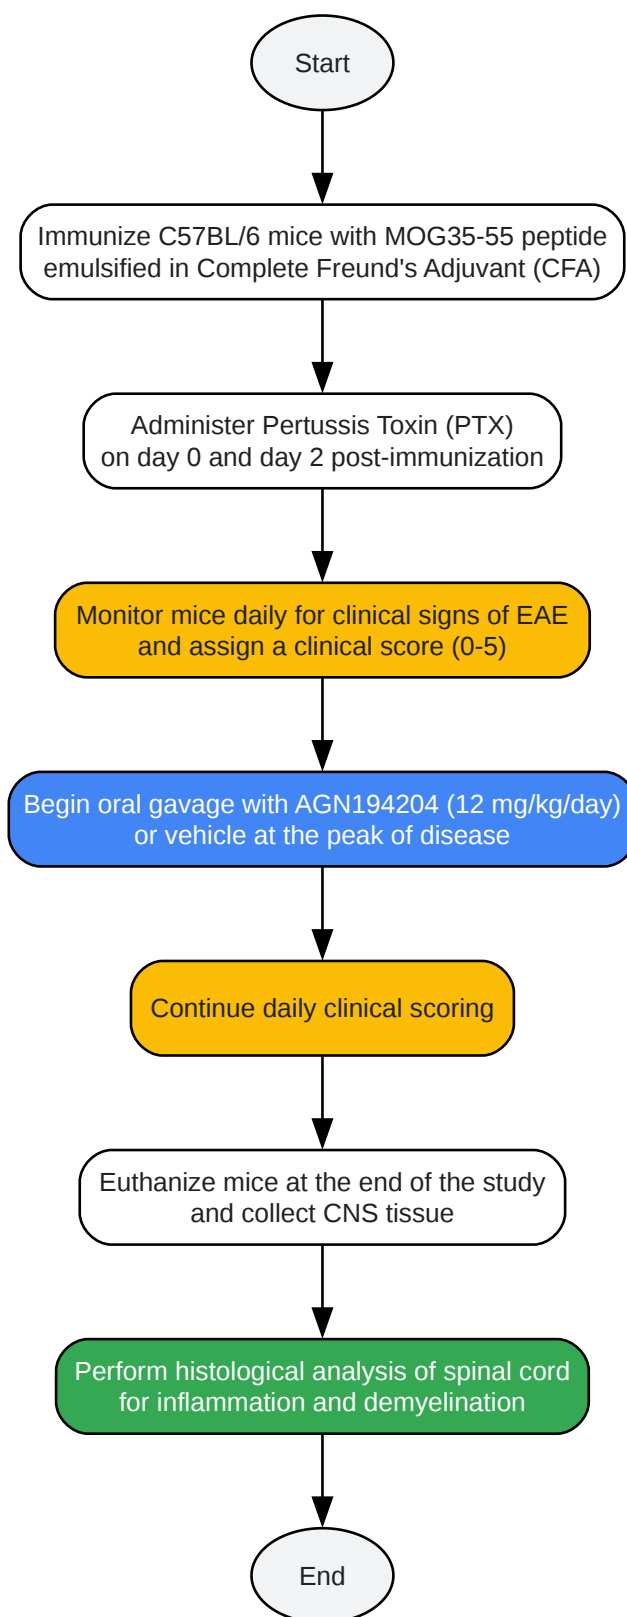 Start
Immunize C57BL/6 mice with MOG35-55 peptide
emulsified in Complete Freund's Adjuvant (CFA)
Administer Pertussis Toxin (PTX)
on day 0 and day 2 post-immunization
Monitor mice daily for clinical signs of EAE
and assign a clinical score (0-5)
Begin oral gavage with AGN194204 (12 mg/kg/day)
or vehicle at the peak of disease
Continue daily clinical scoring
Euthanize mice at the end of the study
and collect CNS tissue
Perform histological analysis of spinal cord
for inflammation and demyelination
End